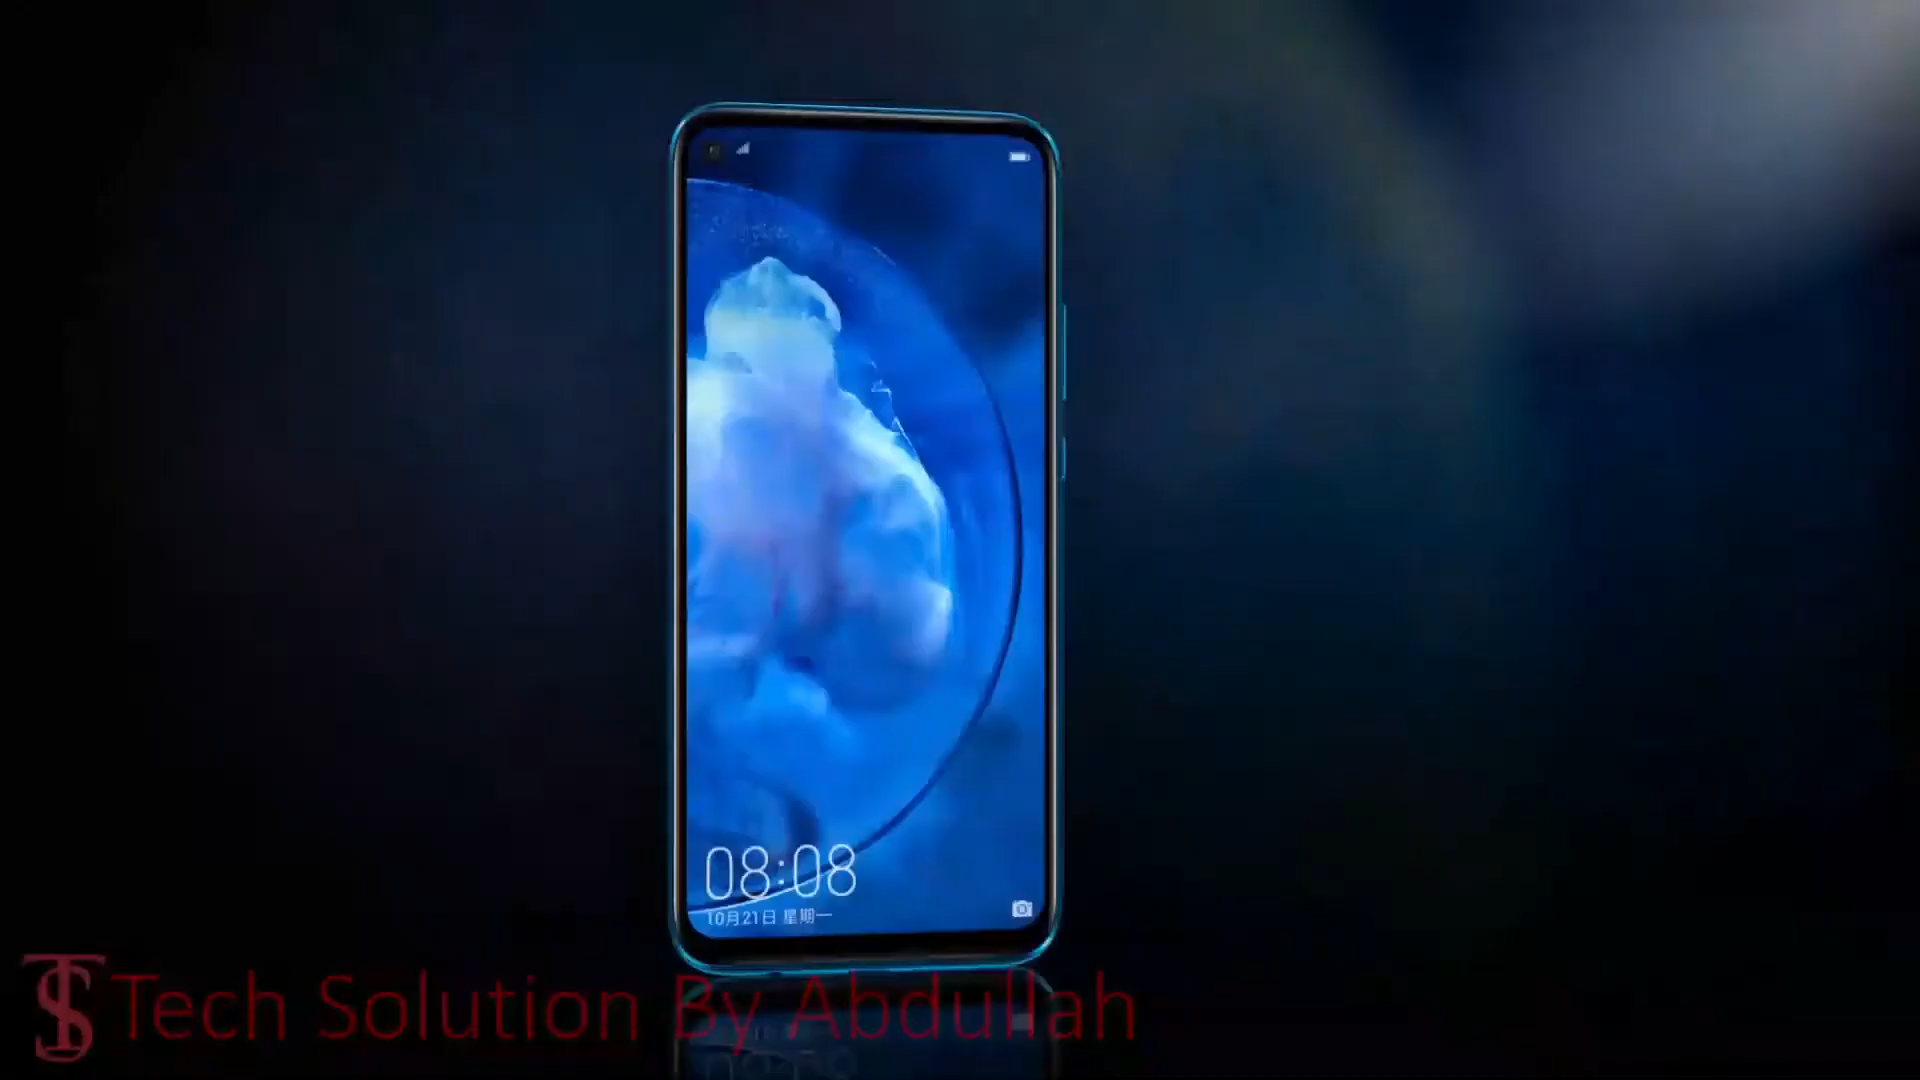 08:08
10月21日 星期一
Tech Solution By Abdullah